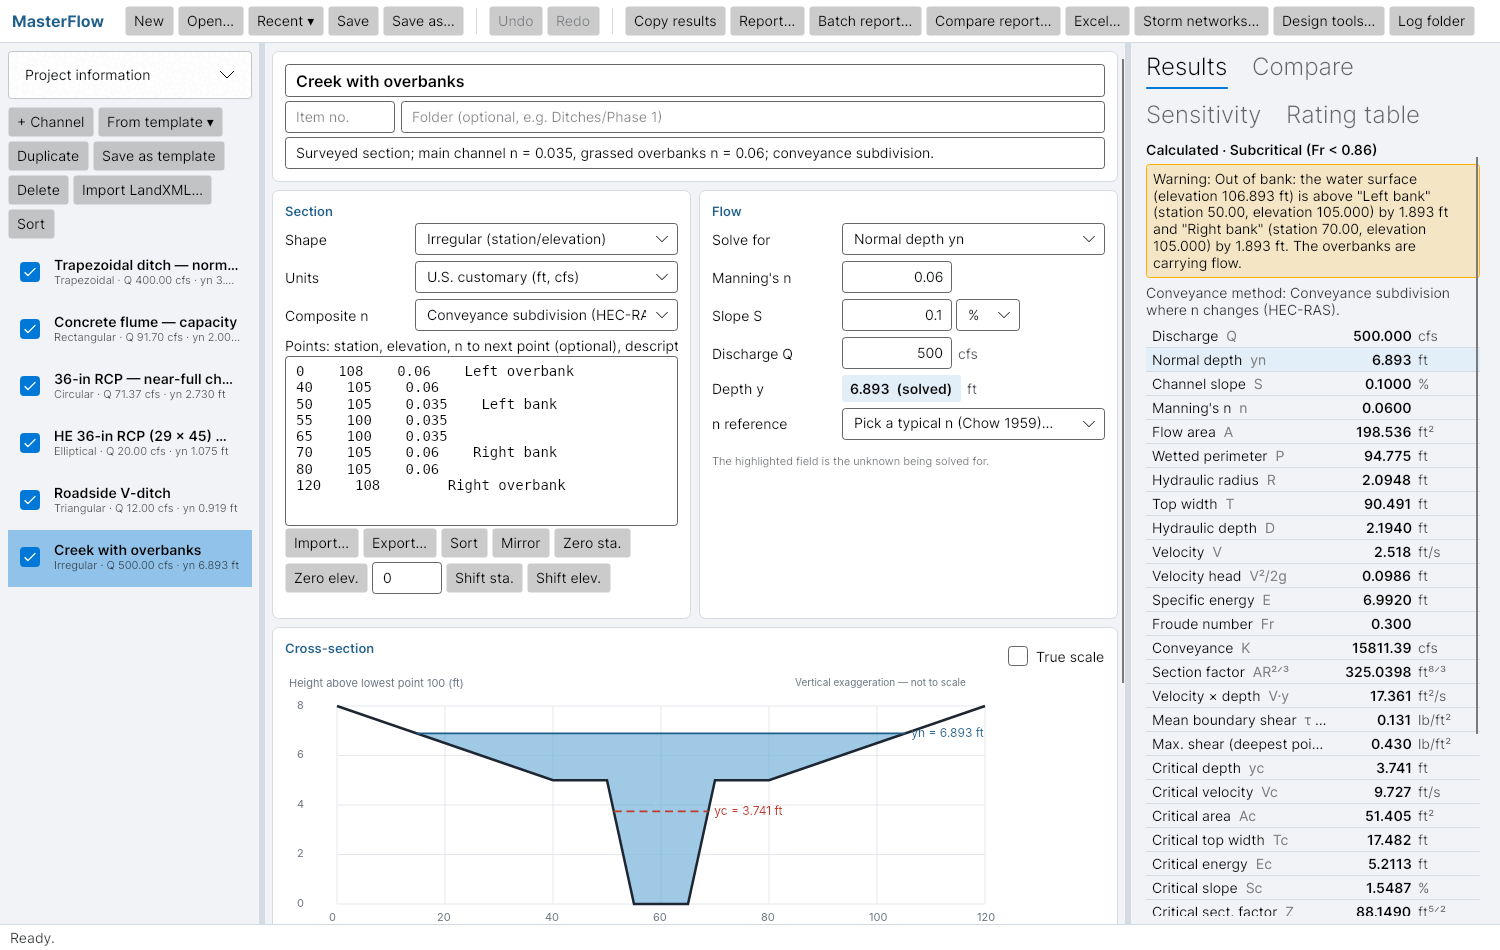 MasterFlow
New
Open...
Recent ▾
Save
Save as...
Undo
Redo
Copy results
Report...
Batch report...
Compare report...
Excel...
Storm networks...
Design tools...
Log folder
Project information
+ Channel
From template ▾
Duplicate
Save as template
Delete
Import LandXML...
Sort
Trapezoidal ditch — norm...
Trapezoidal · Q 400.00 cfs · yn 3....
Concrete flume — capacity
Rectangular · Q 91.70 cfs · yn 2.00...
36-in RCP — near-full ch...
Circular · Q 71.37 cfs · yn 2.730 ft
HE 36-in RCP (29 × 45) ...
Elliptical · Q 20.00 cfs · yn 1.075 ft
Roadside V-ditch
Triangular · Q 12.00 cfs · yn 0.919 ft
Creek with overbanks
Irregular · Q 500.00 cfs · yn 6.893 ft
Creek with overbanks
Item no.
Folder (optional, e.g. Ditches/Phase 1)
Surveyed section; main channel n = 0.035, grassed overbanks n = 0.06; conveyance subdivision.
Section
Shape
Irregular (station/elevation)
Units
U.S. customary (ft, cfs)
Composite n
Conveyance subdivision (HEC-RA
Points: station, elevation, n to next point (optional), descript
0 108 0.06 Left overbank
40 105 0.06
50 105 0.035 Left bank
55 100 0.035
65 100 0.035
70 105 0.06 Right bank
80 105 0.06
120 108 Right overbank
Import...
Export...
Sort
Mirror
Zero sta.
Zero elev.
0
Shift sta.
Shift elev.
Flow
Solve for
Normal depth yn
Manning's n
0.06
Slope S
0.1
%
Discharge Q
500
cfs
Depth y
6.893 (solved)
ft
n reference
Pick a typical n (Chow 1959)...
The highlighted field is the unknown being solved for.
Cross-section
True scale
Height above lowest point 100 (ft)
Vertical exaggeration — not to scale
8
6
4
2
0
yn = 6.893 ft
yc = 3.741 ft
0
20
40
60
80
100
120
Results
Compare
Sensitivity
Rating table
Calculated · Subcritical (Fr < 0.86)
Warning: Out of bank: the water surface
(elevation 106.893 ft) is above "Left bank"
(station 50.00, elevation 105.000) by 1.893 ft
and "Right bank" (station 70.00, elevation
105.000) by 1.893 ft. The overbanks are
carrying flow.
Conveyance method: Conveyance subdivision
where n changes (HEC-RAS).
Discharge Q 500.000 cfs
Normal depth yn 6.893 ft
Channel slope S 0.1000 %
Manning's n n 0.0600
Flow area A 198.536 ft²
Wetted perimeter P 94.775 ft
Hydraulic radius R 2.0948 ft
Top width T 90.491 ft
Hydraulic depth D 2.1940 ft
Velocity V 2.518 ft/s
Velocity head V²/2g 0.0986 ft
Specific energy E 6.9920 ft
Froude number Fr 0.300
Conveyance K 15811.39 cfs
Section factor AR²ᐟ³ 325.0398 ft⁸ᐟ³
Velocity × depth V·y 17.361 ft²/s
Mean boundary shear τ ... 0.131 lb/ft²
Max. shear (deepest poi... 0.430 lb/ft²
Critical depth yc 3.741 ft
Critical velocity Vc 9.727 ft/s
Critical area Ac 51.405 ft²
Critical top width Tc 17.482 ft
Critical energy Ec 5.2113 ft
Critical slope Sc 1.5487 %
Critical sect. factor Z 88.1490 ft⁵ᐟ²
Ready.